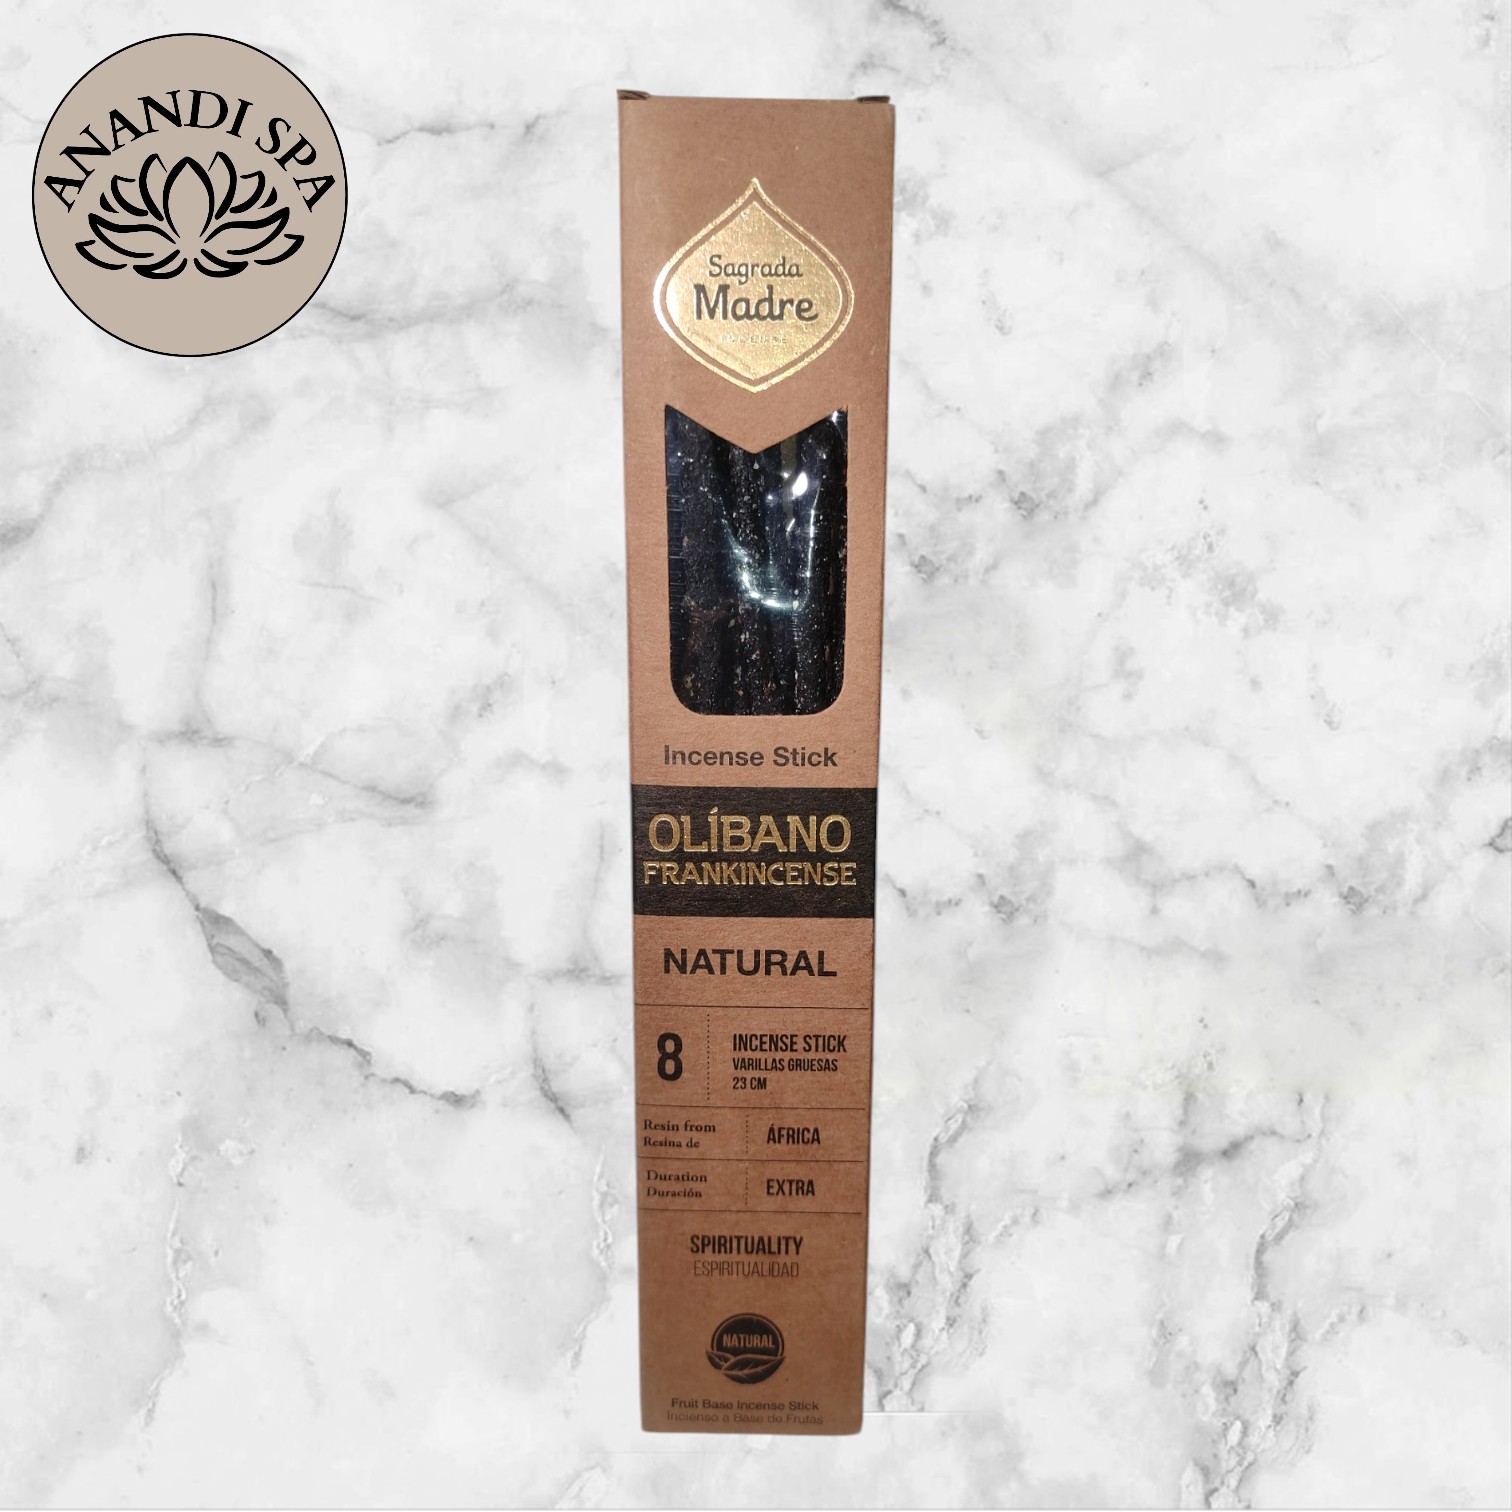 ANANDI SPA
Sagrada
Madre
Incense Stick
OLÍBANO
FRANKINCENSE
NATURAL
8
INCENSE STICK
VARILLAS GRUESAS
23 CM
Resin from
Resina de
ÁFRICA
Duration
Duración
EXTRA
SPIRITUALITY
ESPIRITUALIDAD
NATURAL
Fruit Base Incense Stick
Incienso a Base de Frutas